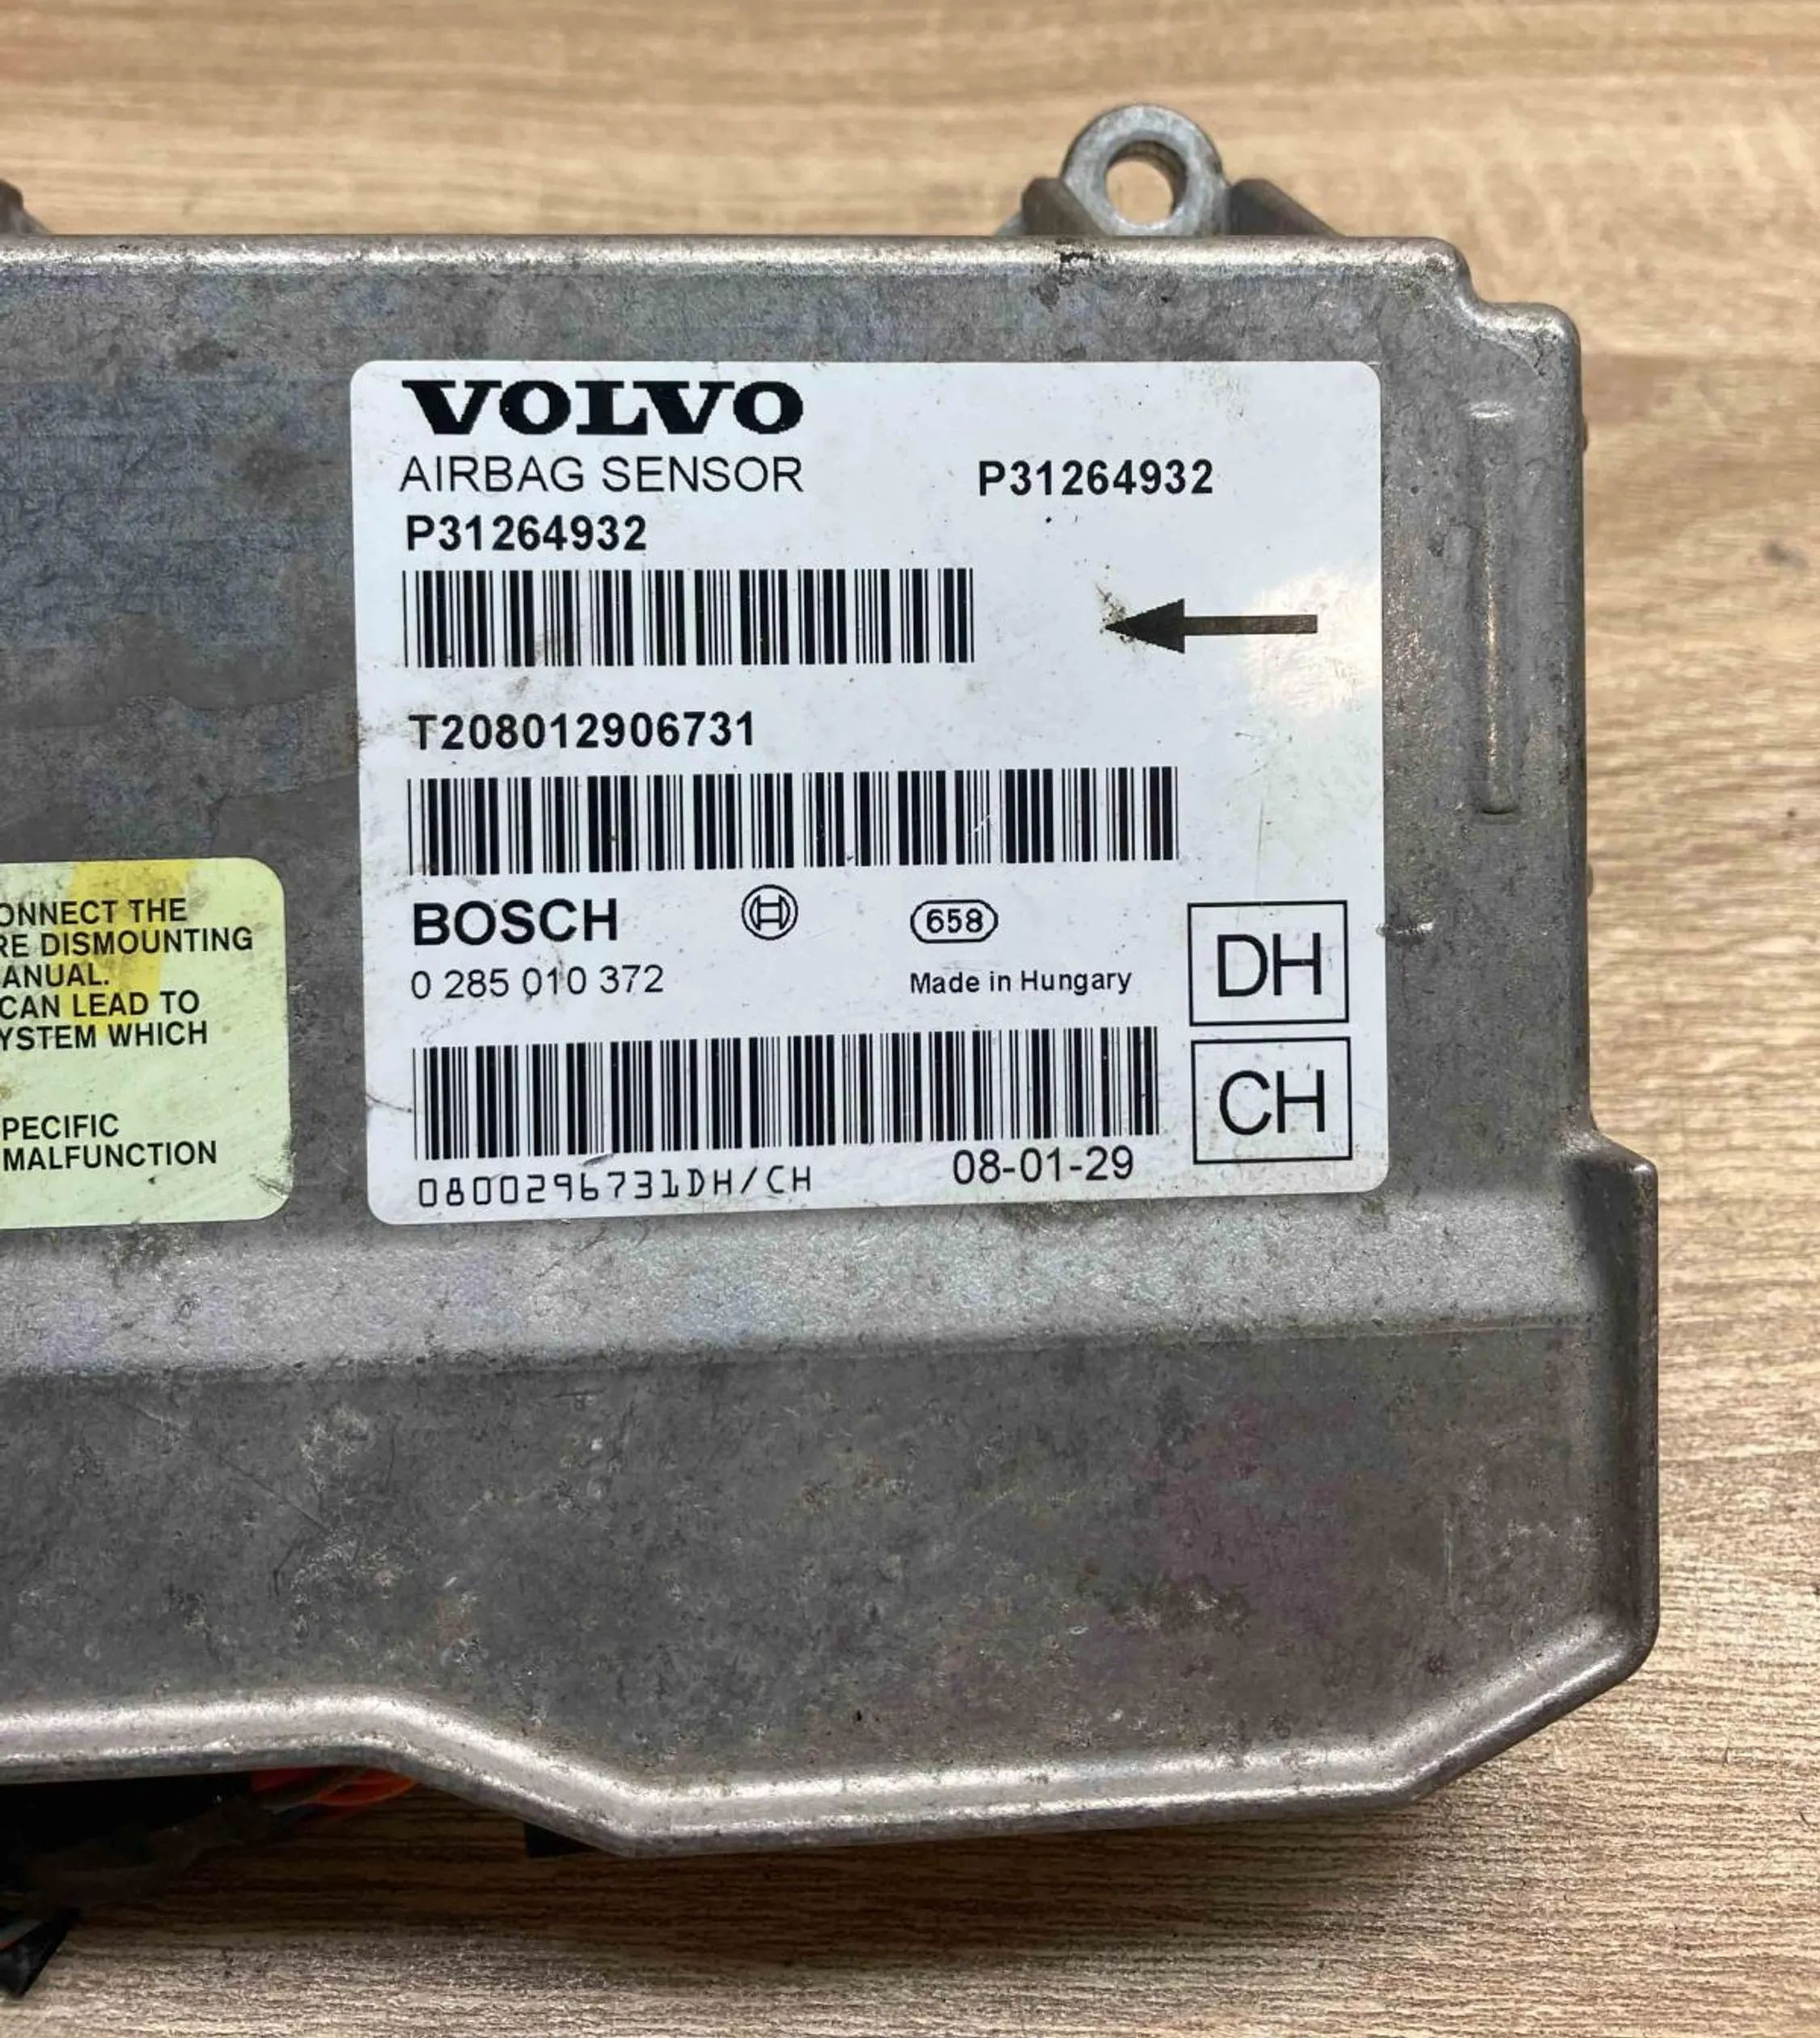 VOLVO
AIRBAG SENSOR
P31264932
P31264932
T208012906731
BOSCH
658
0 285 010 372
Made in Hungary
DH
CH
0800296731DH/CH
08-01-29
ONNECT THE
RE DISMOUNTING
ANUAL.
CAN LEAD TO
YSTEM WHICH
PECIFIC
MALFUNCTION